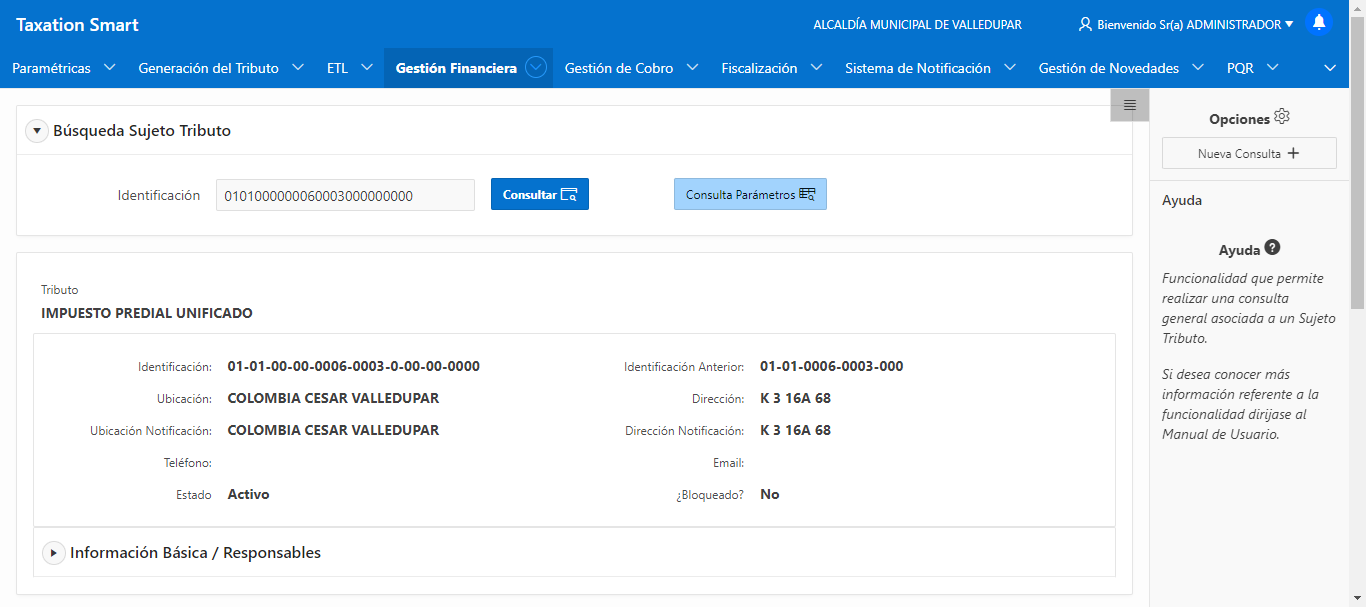 Taxation Smart
ALCALDÍA MUNICIPAL DE VALLEDUPAR
Bienvenido Sr(a) ADMINISTRADOR
Paramétricas
Generación del Tributo
ETL
Gestión Financiera
Gestión de Cobro
Fiscalización
Sistema de Notificación
Gestión de Novedades
PQR
Búsqueda Sujeto Tributo
Identificación
0101000000060003000000000
Consultar
Consulta Parámetros
Tributo
IMPUESTO PREDIAL UNIFICADO
Identificación: 01-01-00-00-0006-0003-0-00-00-0000
Identificación Anterior: 01-01-0006-0003-000
Ubicación: COLOMBIA CESAR VALLEDUPAR
Dirección: K 3 16A 68
Ubicación Notificación: COLOMBIA CESAR VALLEDUPAR
Dirección Notificación: K 3 16A 68
Teléfono:
Email:
Estado Activo
¿Bloqueado? No
Información Básica / Responsables
Opciones
Nueva Consulta
Ayuda
Ayuda
Funcionalidad que permite
realizar una consulta
general asociada a un Sujeto
Tributo.
Si desea conocer más
información referente a la
funcionalidad dirijase al
Manual de Usuario.